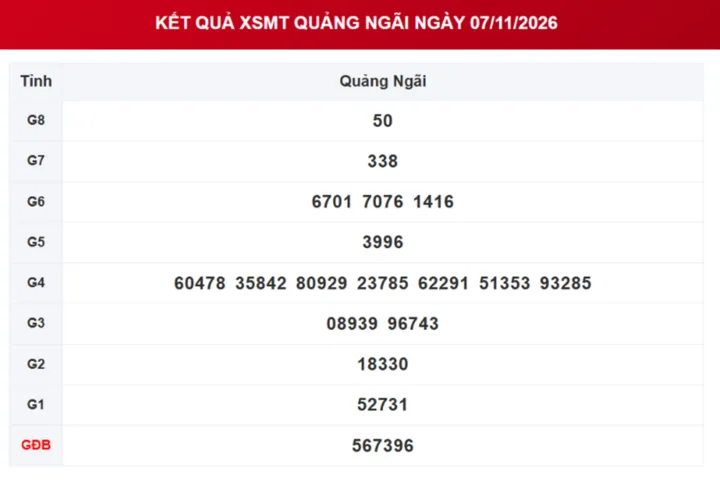 KẾT QUẢ XSMT QUẢNG NGÃI NGÀY 07/11/2026
Tỉnh Quảng Ngãi
G8 50
G7 338
G6 6701 7076 1416
G5 3996
G4 60478 35842 80929 23785 62291 51353 93285
G3 08939 96743
G2 18330
G1 52731
GĐB 567396